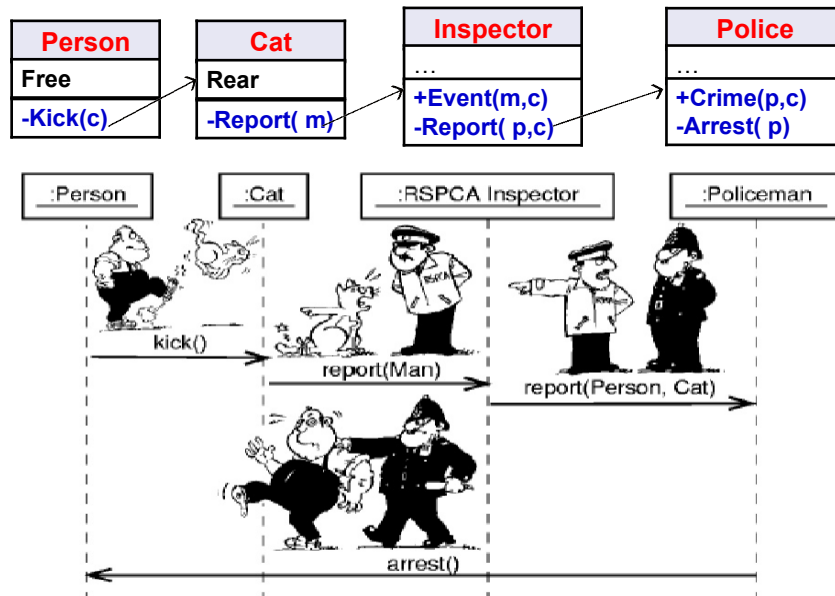 Person
Free
-Kick(c)
Cat
Rear
-Report( m)
Inspector
...
+Event(m,c)
-Report( p,c)
Police
...
+Crime(p,c)
-Arrest( p)
:Person
:Cat
:RSPCA Inspector
:Policeman
RSPCA
kick()
report(Man)
report(Person, Cat)
arrest()